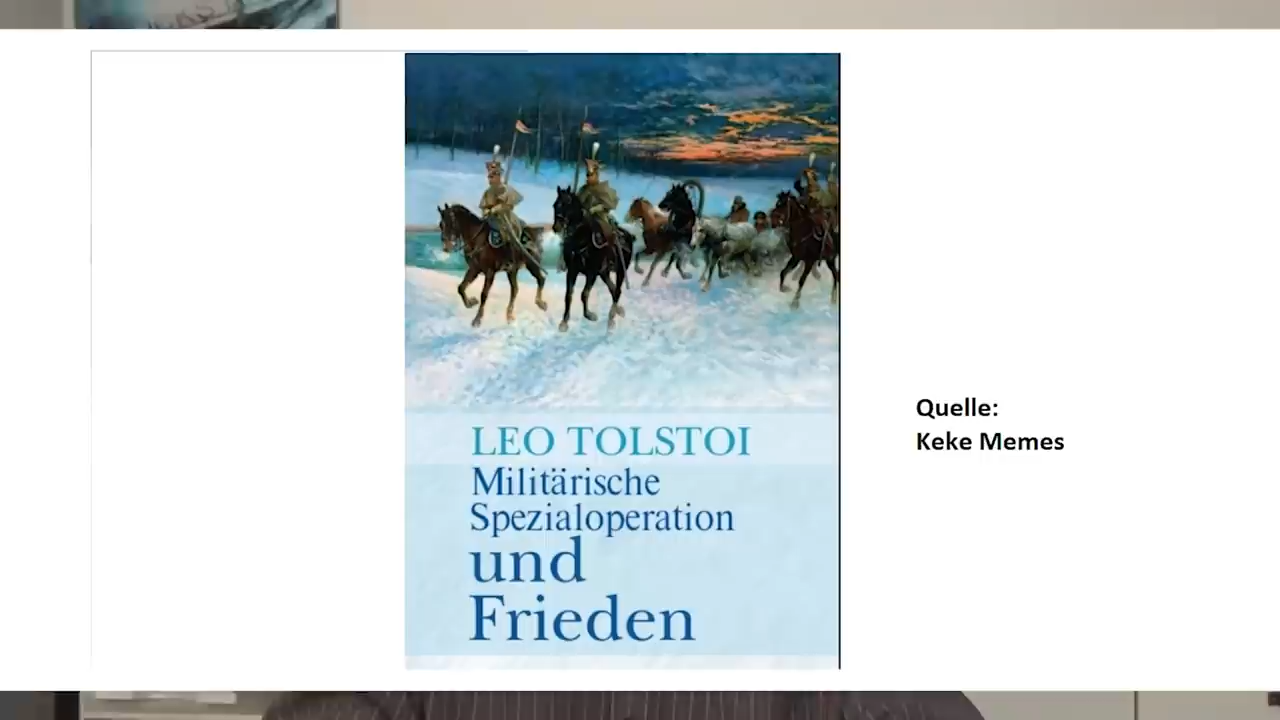 LEO TOLSTOI
Militärische
Spezialoperation
und
Frieden
Quelle:
Keke Memes